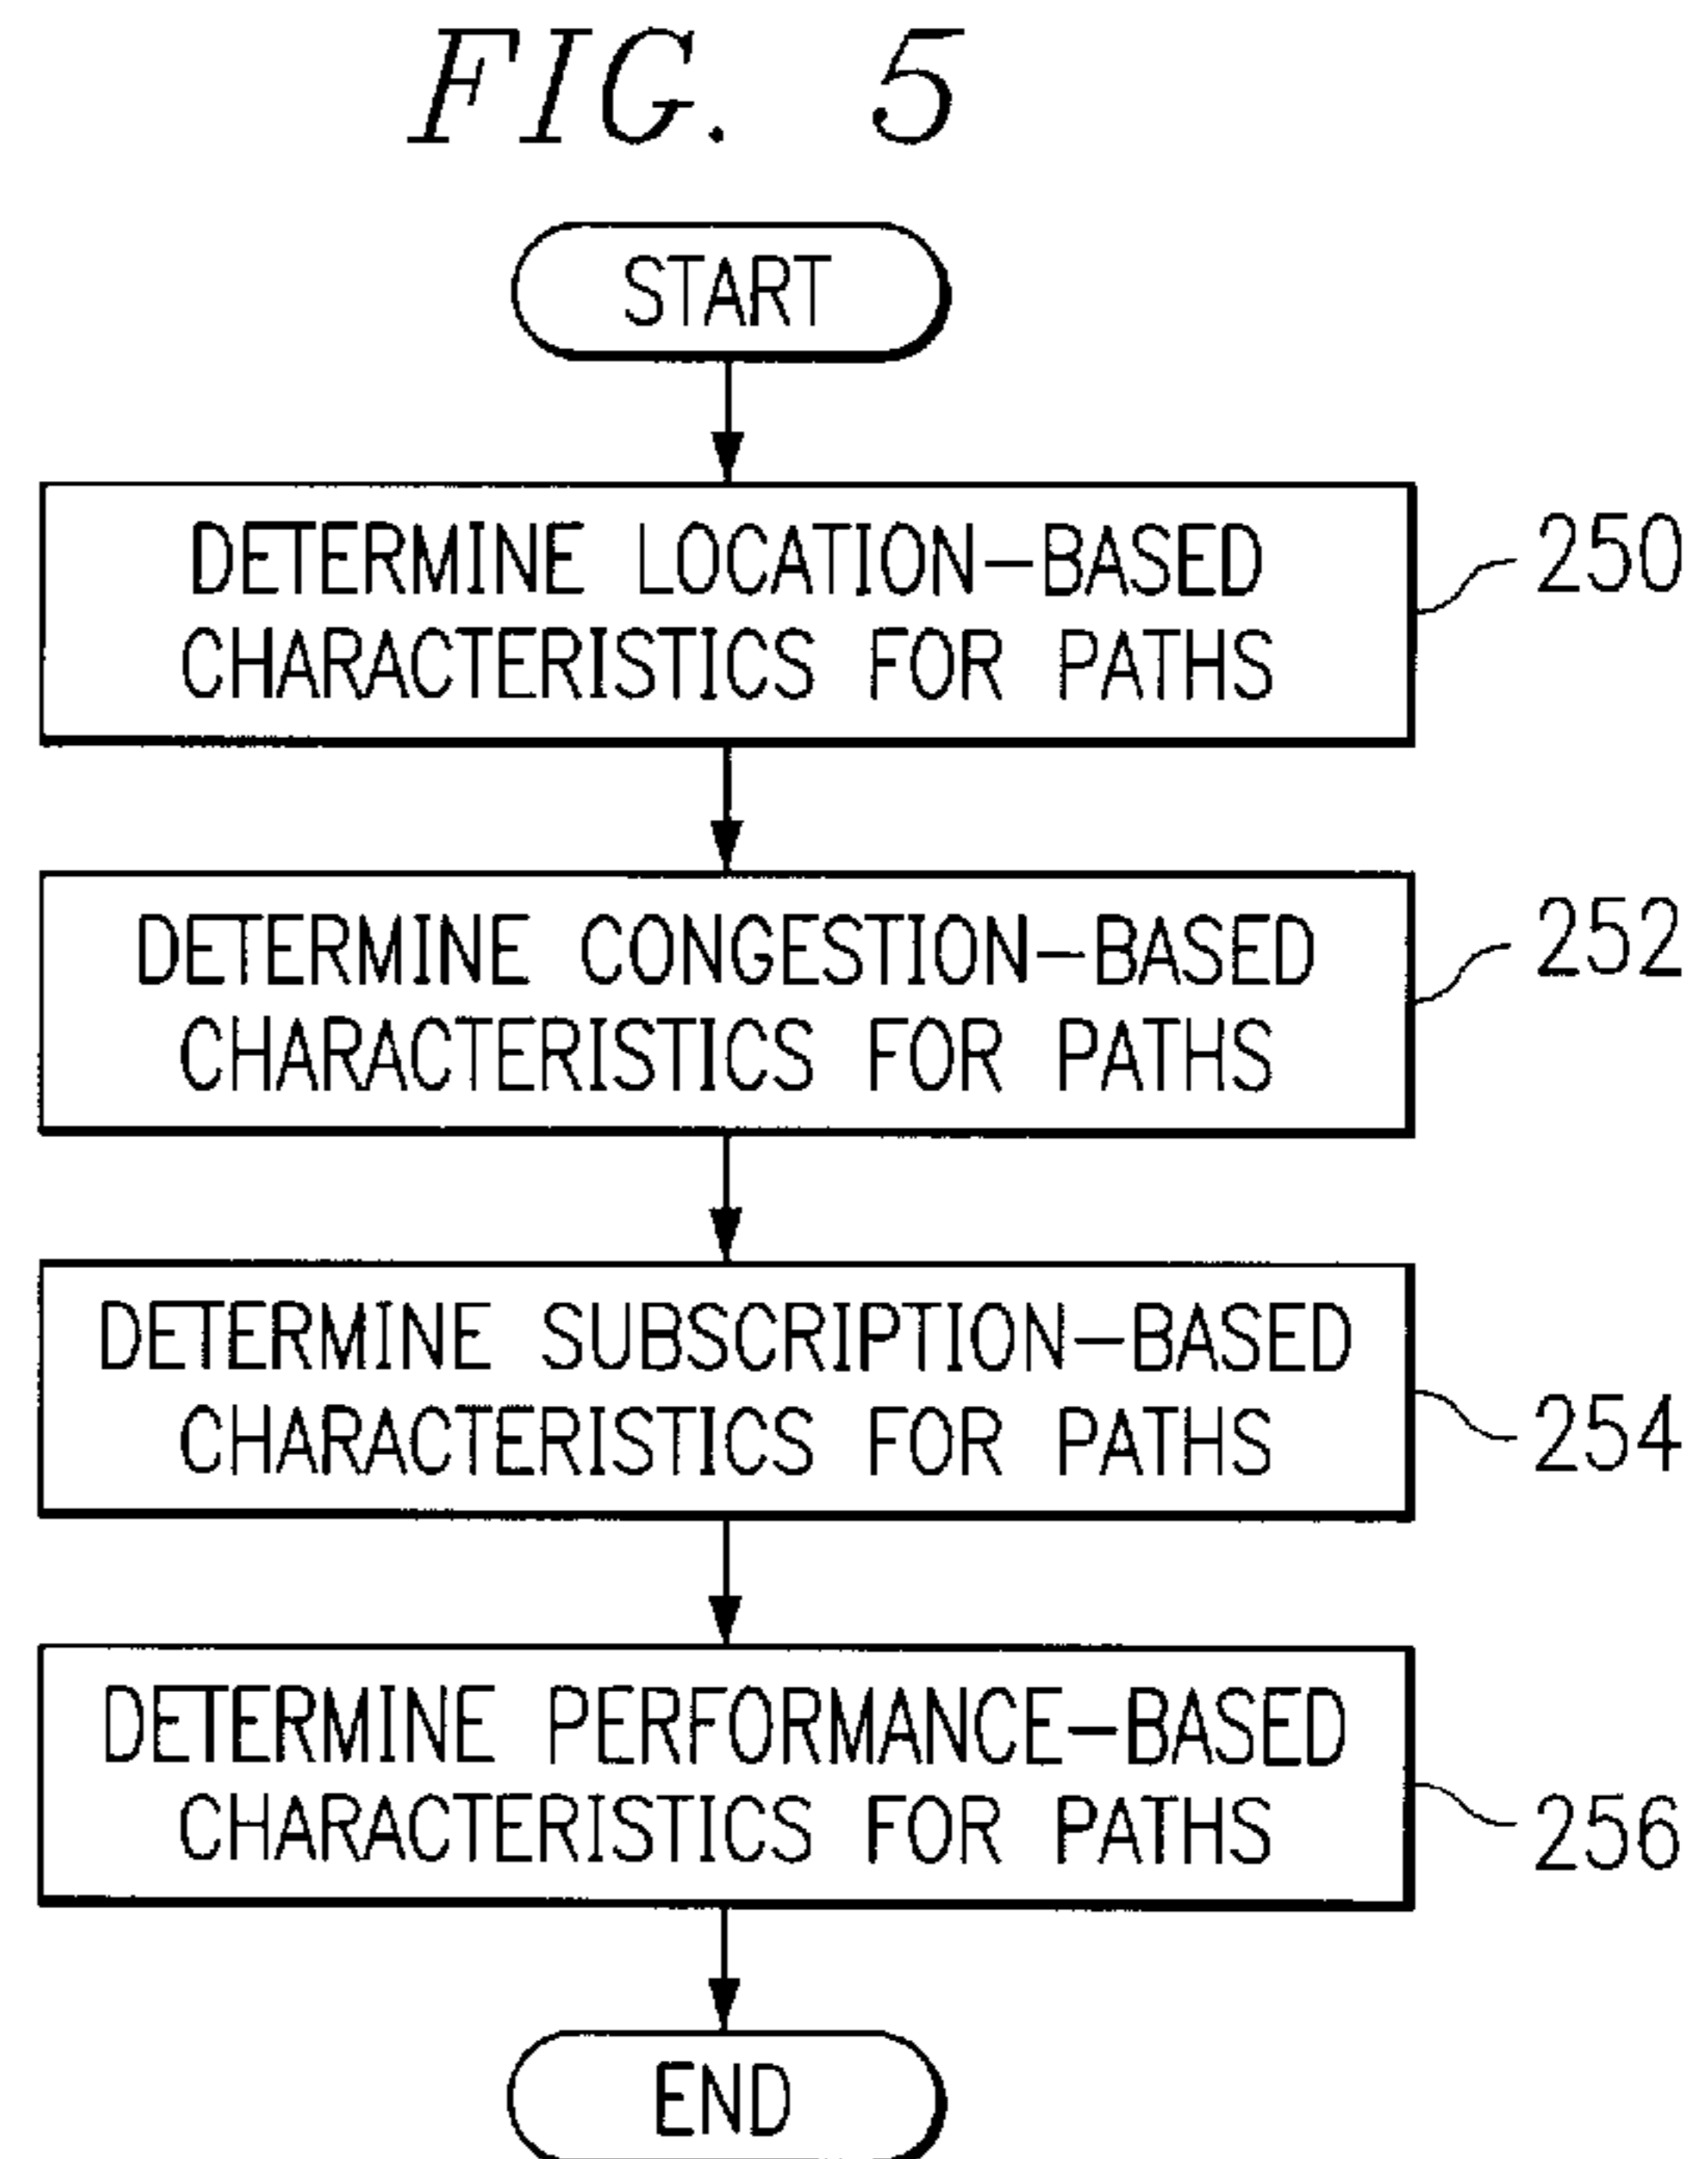 FIG. 5
START
DETERMINE LOCATION-BASED
CHARACTERISTICS FOR PATHS
250
DETERMINE CONGESTION-BASED
CHARACTERISTICS FOR PATHS
252
DETERMINE SUBSCRIPTION-BASED
CHARACTERISTICS FOR PATHS
254
DETERMINE PERFORMANCE-BASED
CHARACTERISTICS FOR PATHS
256
END